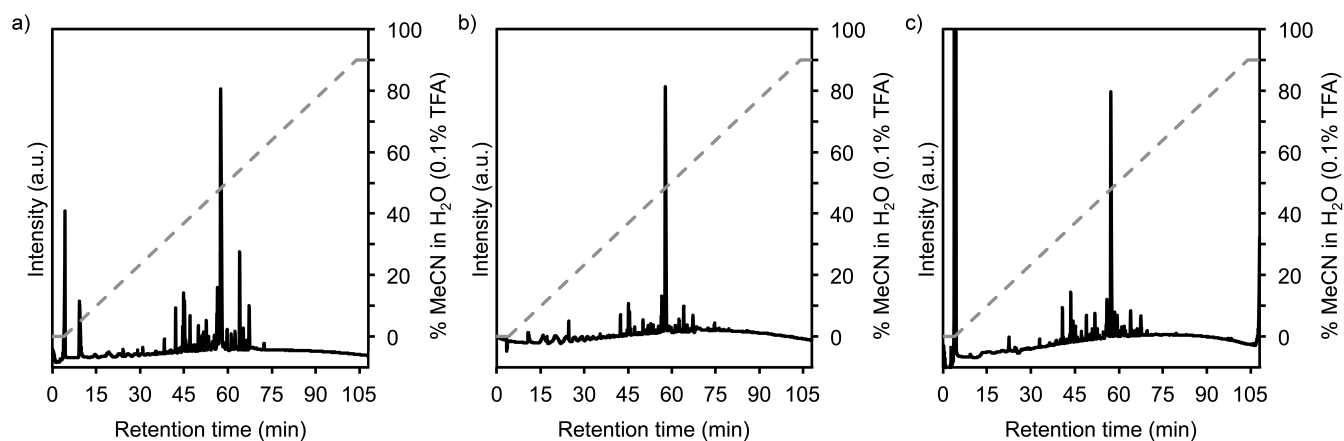 a)
Intensity (a.u.)
100
80
60
40
20
0
% MeCN in H₂O (0.1% TFA)
0 15 30 45 60 75 90 105
Retention time (min)
b)
Intensity (a.u.)
100
80
60
40
20
0
% MeCN in H₂O (0.1% TFA)
0 15 30 45 60 75 90 105
Retention time (min)
c)
Intensity (a.u.)
100
80
60
40
20
0
% MeCN in H₂O (0.1% TFA)
0 15 30 45 60 75 90 105
Retention time (min)